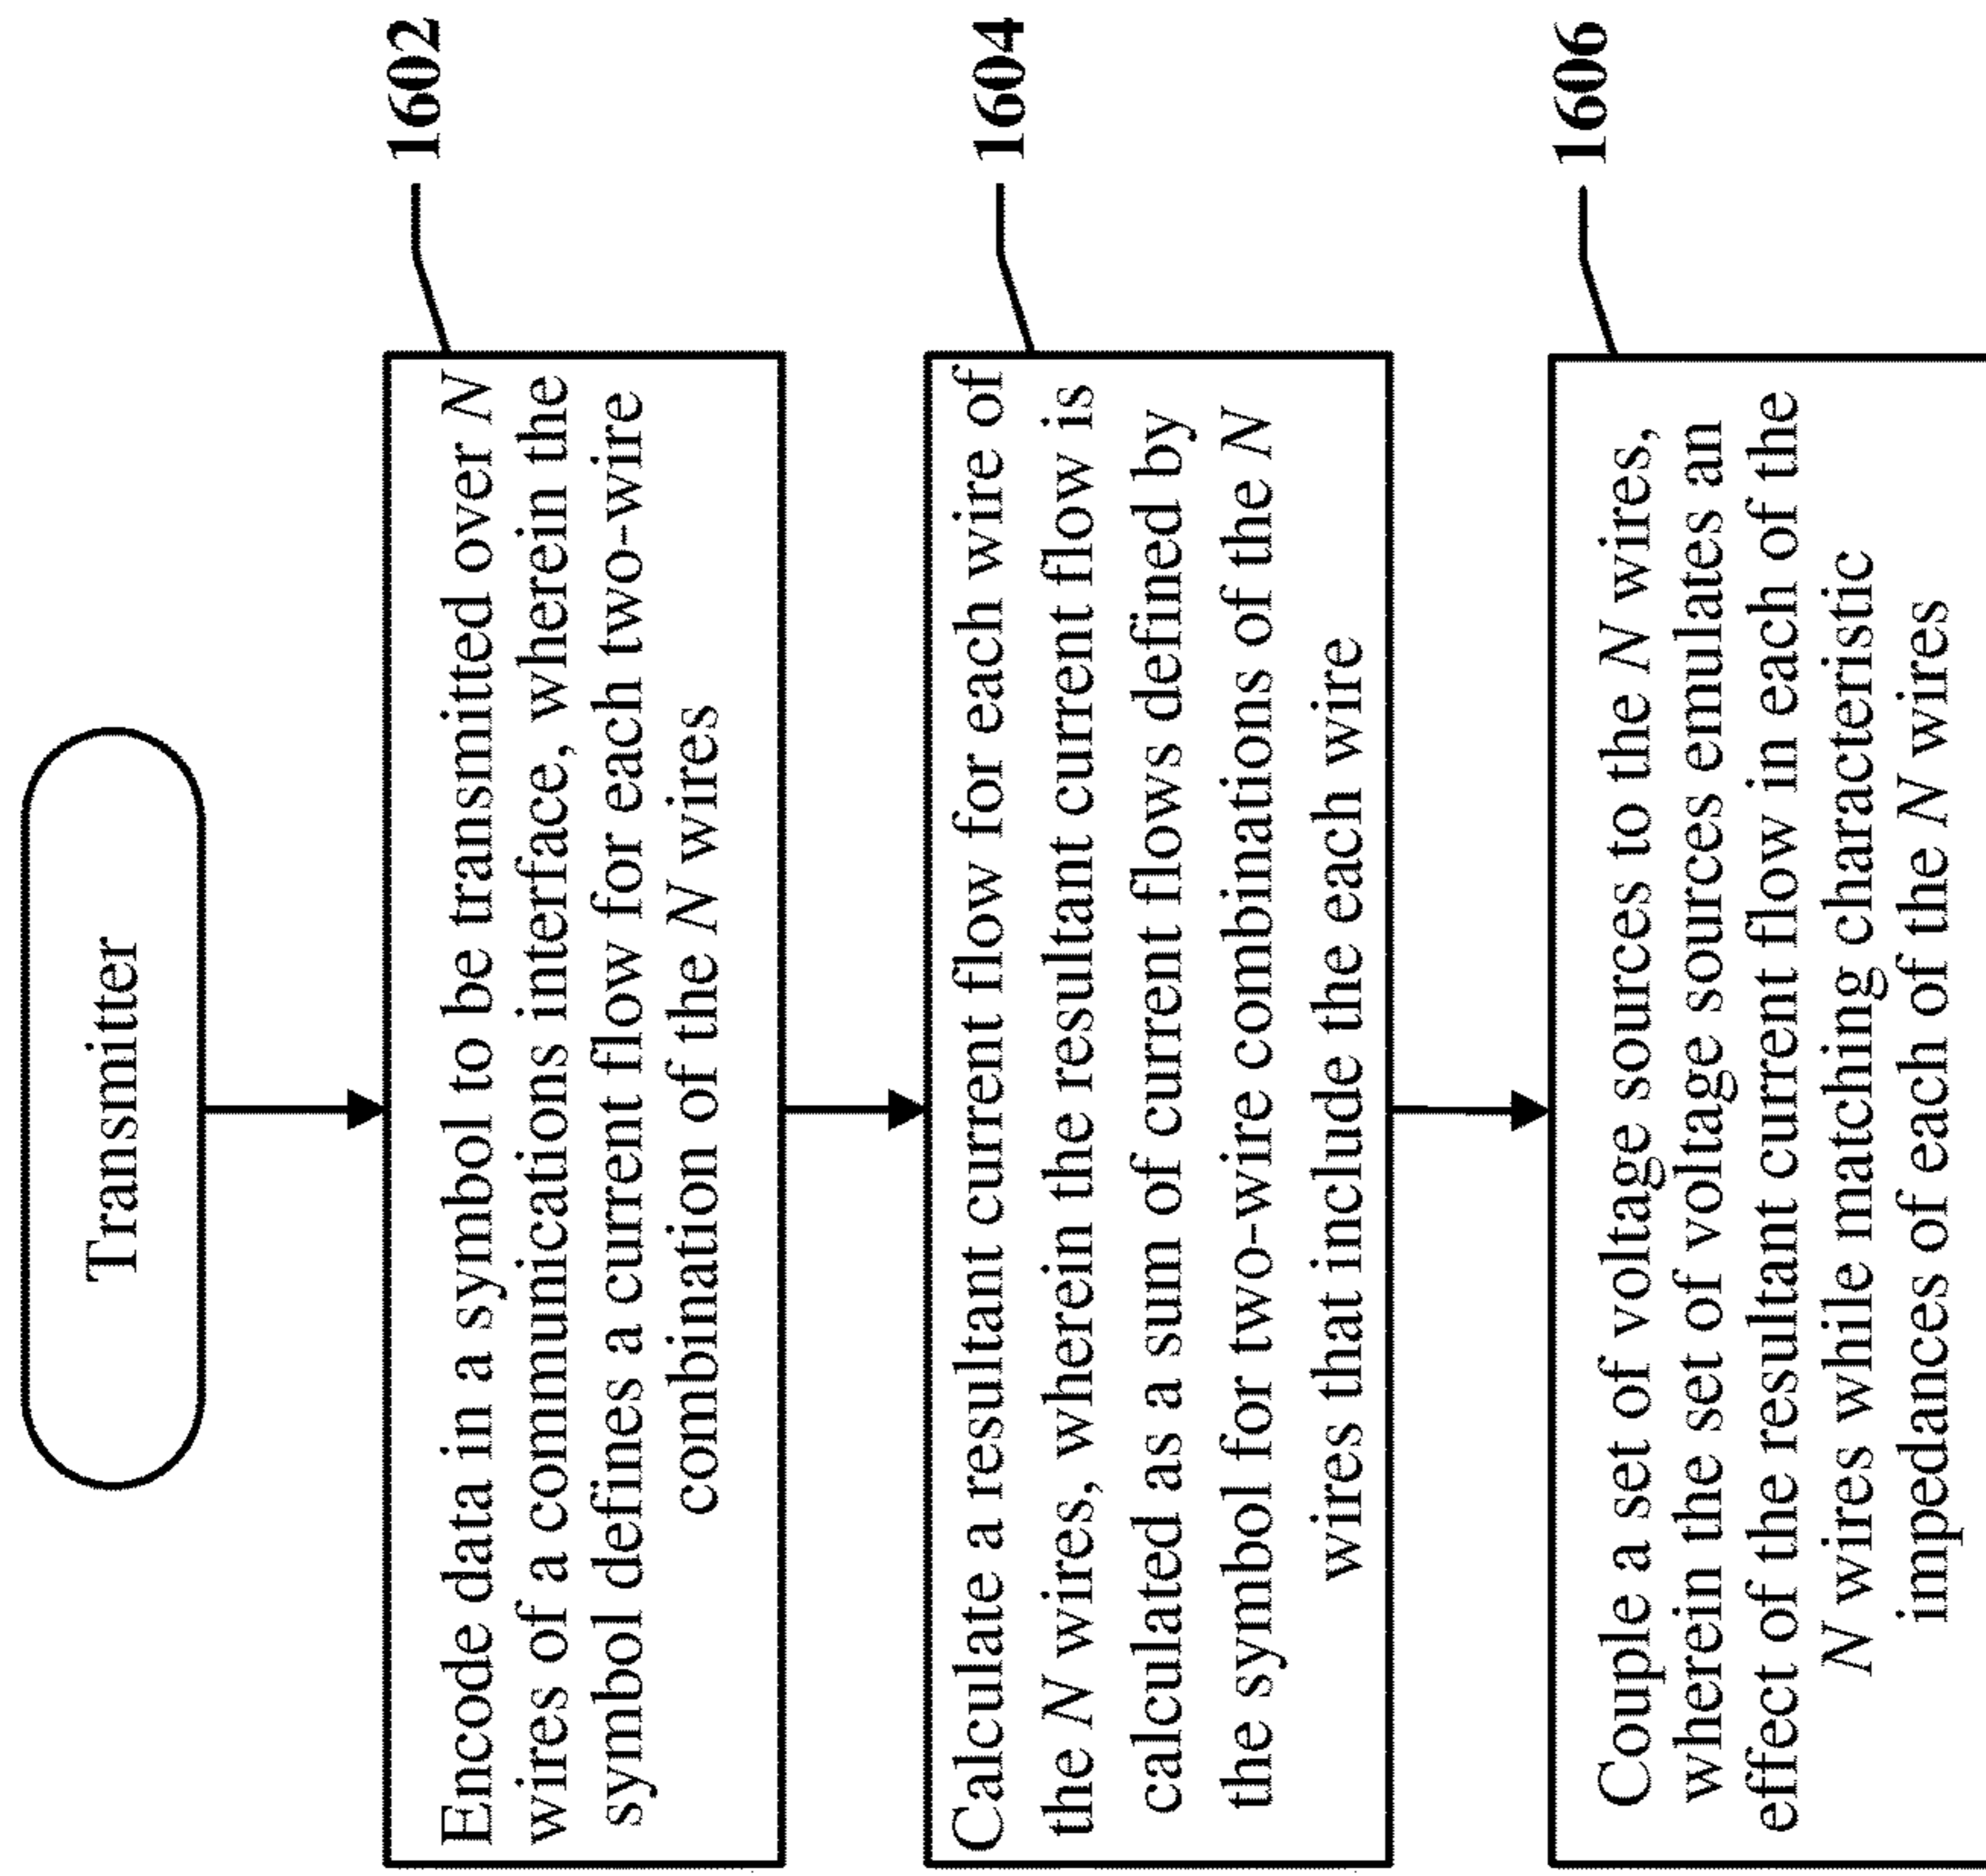 Transmitter
1602
Encode data in a symbol to be transmitted over N
wires of a communications interface, wherein the
symbol defines a current flow for each two-wire
combination of the N wires
1604
Calculate a resultant current flow for each wire of
the N wires, wherein the resultant current flow is
calculated as a sum of current flows defined by
the symbol for two-wire combinations of the N
wires that include the each wire
1606
Couple a set of voltage sources to the N wires,
wherein the set of voltage sources emulates an
effect of the resultant current flow in each of the
N wires while matching characteristic
impedances of each of the N wires